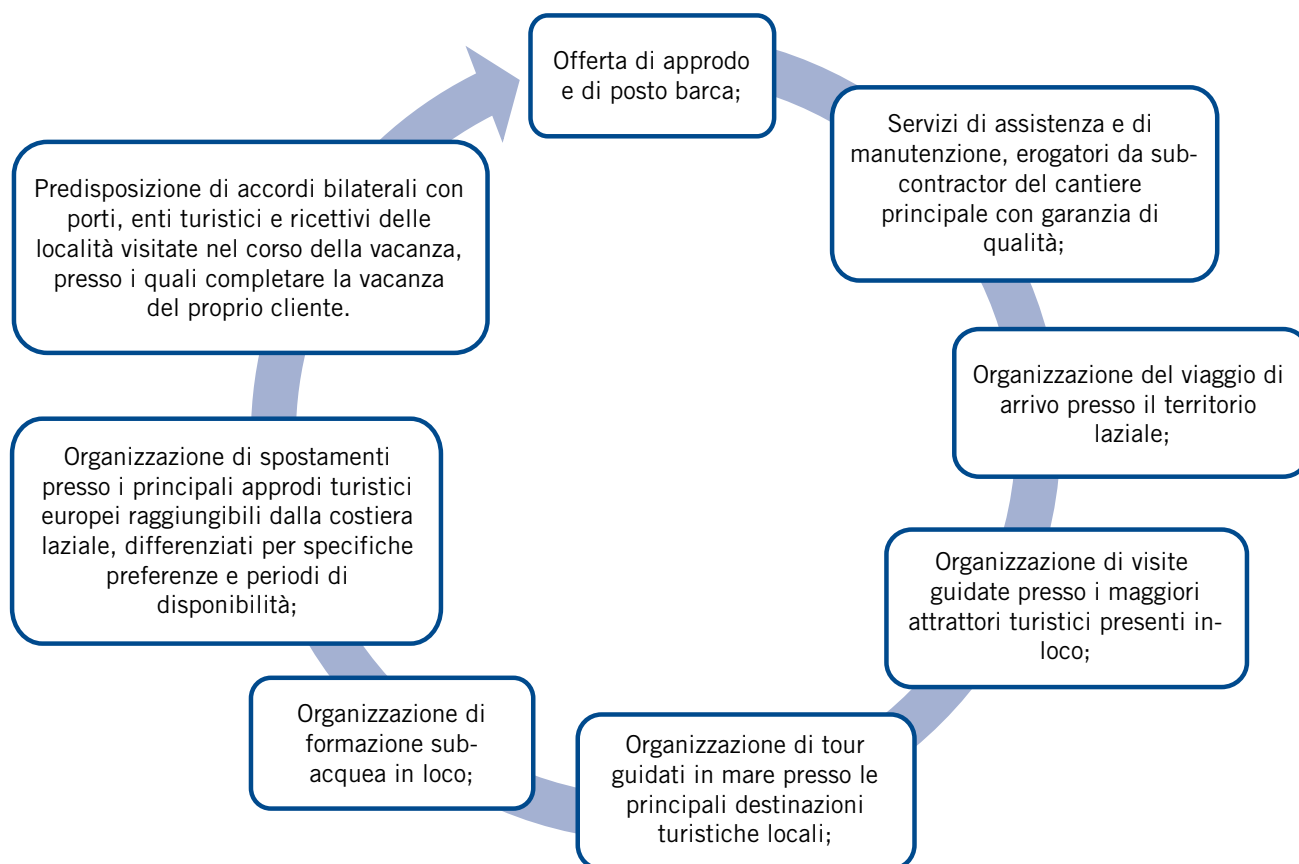 Offerta di approdo
e di posto barca;
Servizi di assistenza e di
manutenzione, erogatori da sub-
contractor del cantiere
principale con garanzia di
qualità;
Organizzazione del viaggio di
arrivo presso il territorio
laziale;
Organizzazione di visite
guidate presso i maggiori
attrattori turistici presenti in-
loco;
Organizzazione di tour
guidati in mare presso le
principali destinazioni
turistiche locali;
Organizzazione di
formazione sub-
acquea in loco;
Organizzazione di spostamenti
presso i principali approdi turistici
europei raggiungibili dalla costiera
laziale, differenziati per specifiche
preferenze e periodi di
disponibilità;
Predisposizione di accordi bilaterali con
porti, enti turistici e ricettivi delle
località visitate nel corso della vacanza,
presso i quali completare la vacanza
del proprio cliente.